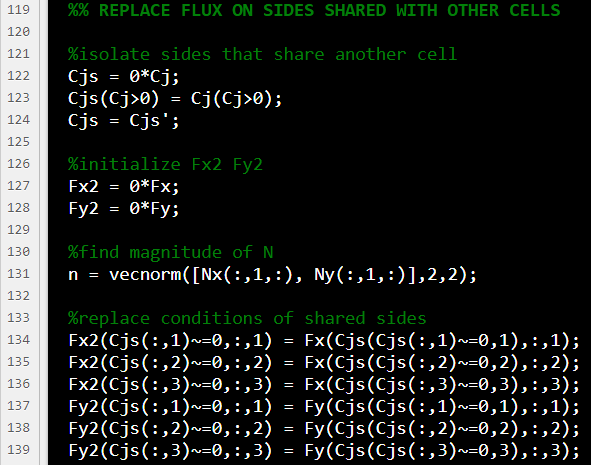 119 %% REPLACE FLUX ON SIDES SHARED WITH OTHER CELLS
120
121 %isolate sides that share another cell
122 Cjs = 0*Cj;
123 Cjs(Cj>0) = Cj(Cj>0);
124 Cjs = Cjs';
125
126 %initialize Fx2 Fy2
127 Fx2 = 0*Fx;
128 Fy2 = 0*Fy;
129
130 %find magnitude of N
131 n = vecnorm([Nx(:,1,:), Ny(:,1,:)],2,2);
132
133 %replace conditions of shared sides
134 Fx2(Cjs(:,1)~=0,:,1) = Fx(Cjs(Cjs(:,1)~=0,1),:,1);
135 Fx2(Cjs(:,2)~=0,:,2) = Fx(Cjs(Cjs(:,2)~=0,2),:,2);
136 Fx2(Cjs(:,3)~=0,:,3) = Fx(Cjs(Cjs(:,3)~=0,3),:,3);
137 Fy2(Cjs(:,1)~=0,:,1) = Fy(Cjs(Cjs(:,1)~=0,1),:,1);
138 Fy2(Cjs(:,2)~=0,:,2) = Fy(Cjs(Cjs(:,2)~=0,2),:,2);
139 Fy2(Cjs(:,3)~=0,:,3) = Fy(Cjs(Cjs(:,3)~=0,3),:,3);